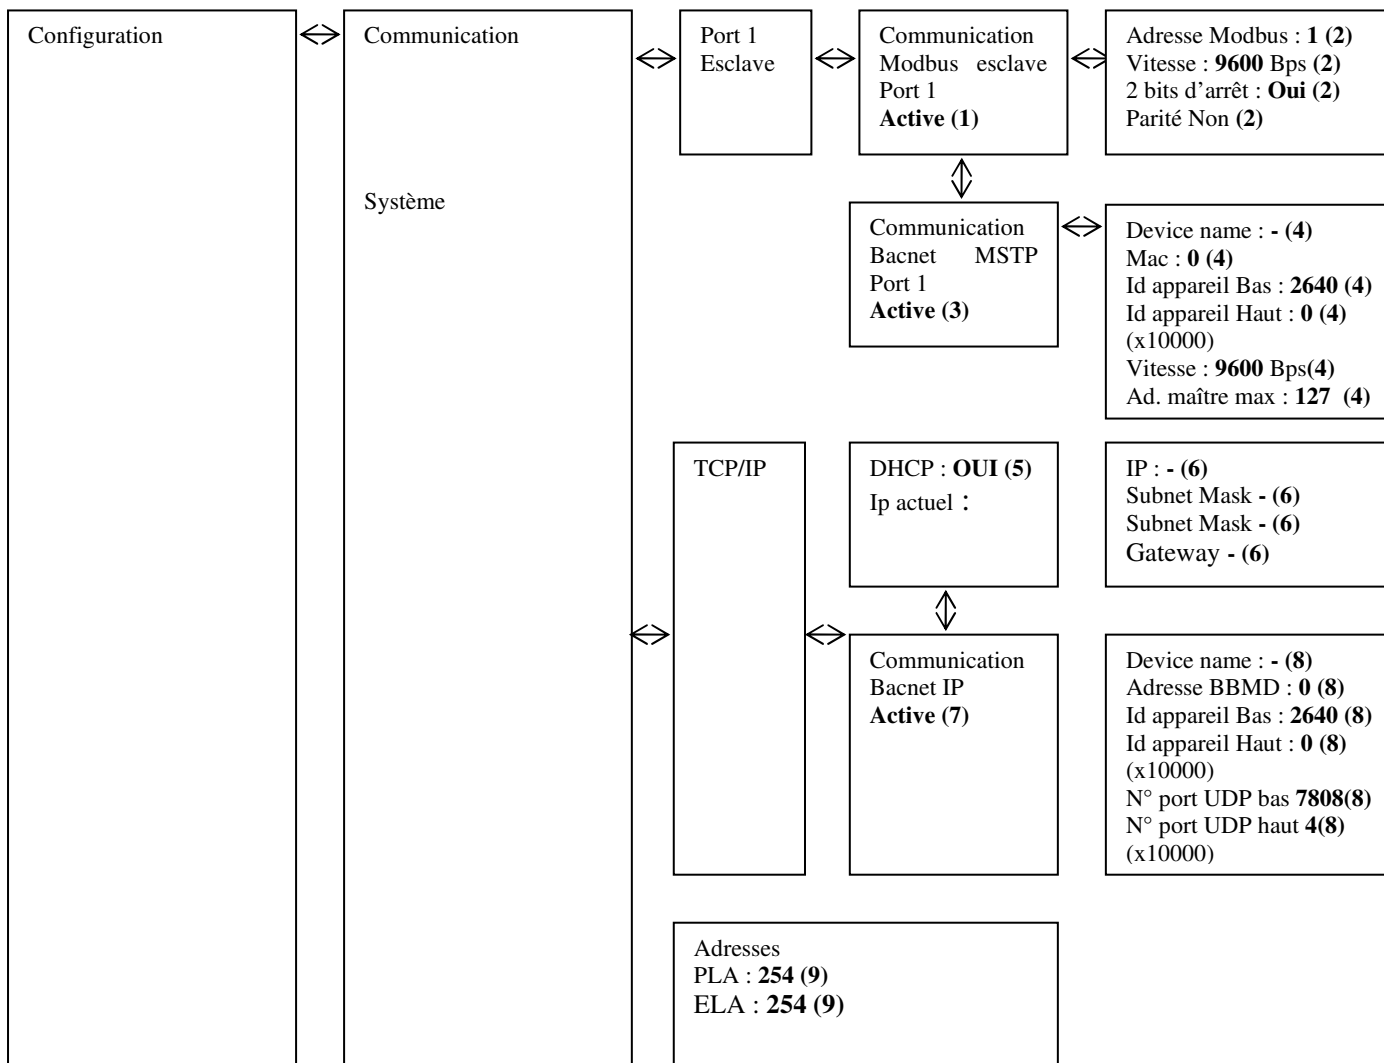 Configuration
Communication
Système
Port 1
Esclave
Communication
Modbus esclave
Port 1
Active (1)
Adresse Modbus : 1 (2)
Vitesse : 9600 Bps (2)
2 bits d’arrêt : Oui (2)
Parité Non (2)
Communication
Bacnet MSTP
Port 1
Active (3)
Device name : - (4)
Mac : 0 (4)
Id appareil Bas : 2640 (4)
Id appareil Haut : 0 (4)
(x10000)
Vitesse : 9600 Bps(4)
Ad. maître max : 127 (4)
TCP/IP
DHCP : OUI (5)
Ip actuel :
IP : - (6)
Subnet Mask - (6)
Subnet Mask - (6)
Gateway - (6)
Communication
Bacnet IP
Active (7)
Device name : - (8)
Adresse BBMD : 0 (8)
Id appareil Bas : 2640 (8)
Id appareil Haut : 0 (8)
(x10000)
N° port UDP bas 7808(8)
N° port UDP haut 4(8)
(x10000)
Adresses
PLA : 254 (9)
ELA : 254 (9)